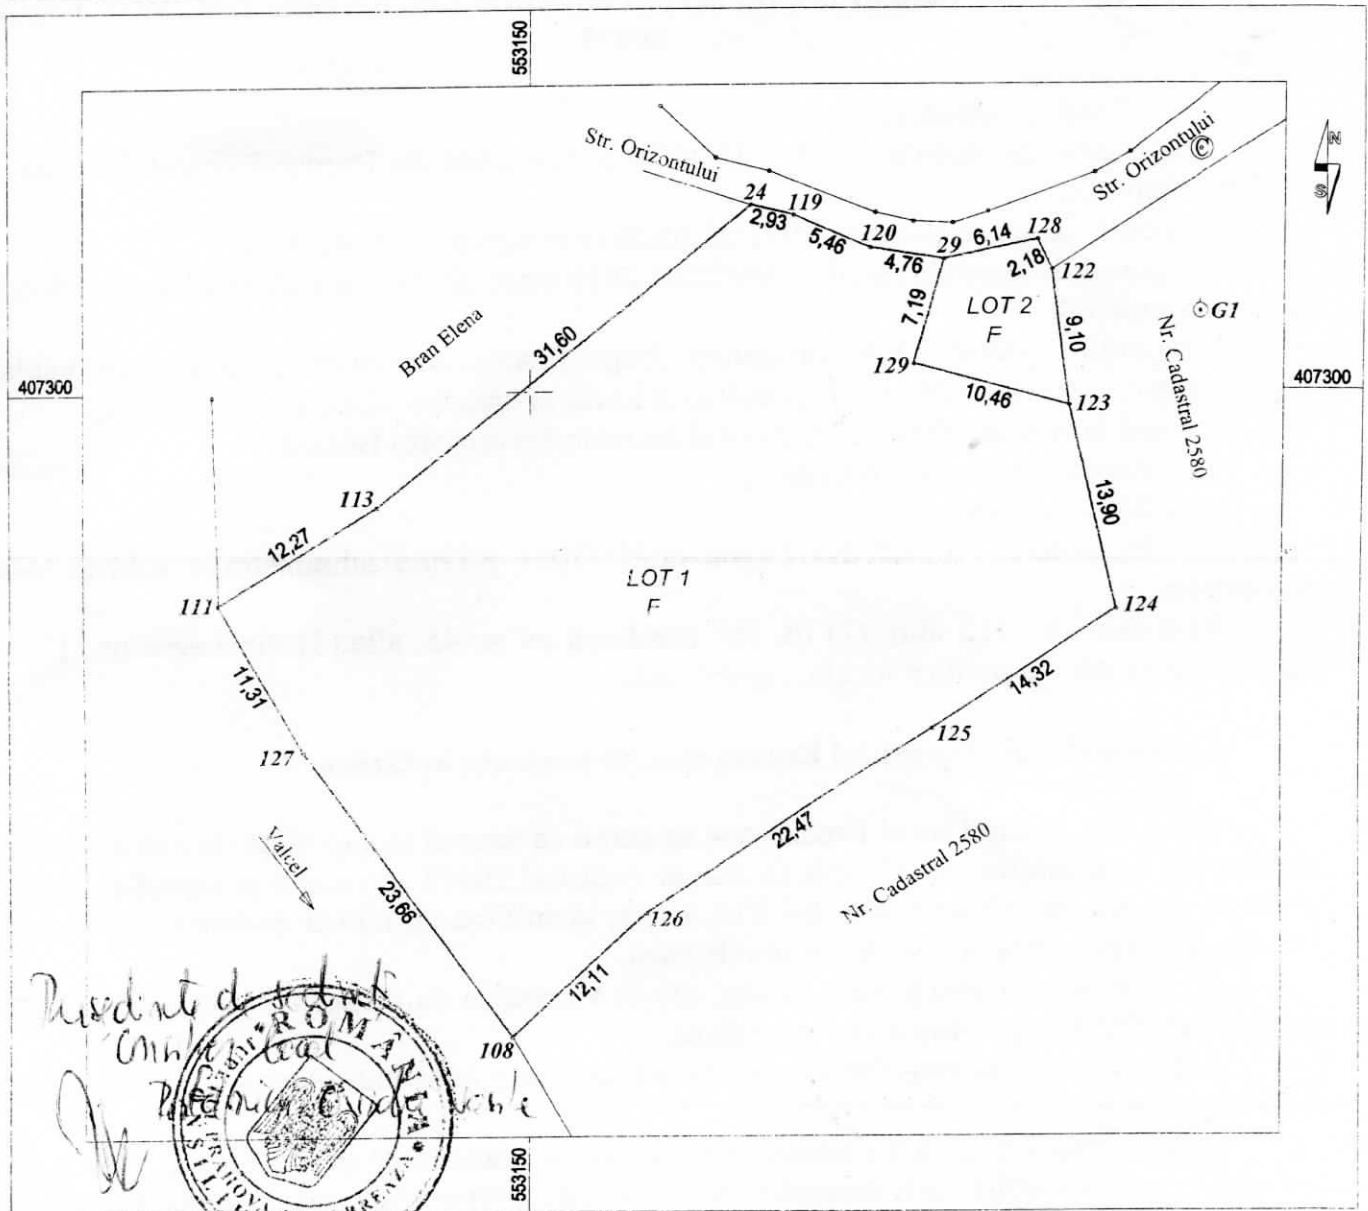 553150
Str. Orizontului
Str. Orizontului
N
S
24
119
2,93
5,46
120
4,76
29
6,14
128
2,18
122
7,19
LOT 2
F
9,10
G1
Bran Elena
31,60
129
10,46
123
Nr. Cadastral 2580
407300
407300
113
12,27
13,90
111
LOT 1
F
124
11,31
14,32
125
127
22,47
Valcel
23,66
Nr. Cadastral 2580
126
12,11
108
ROMÂNIA
PRAHOVA
553150